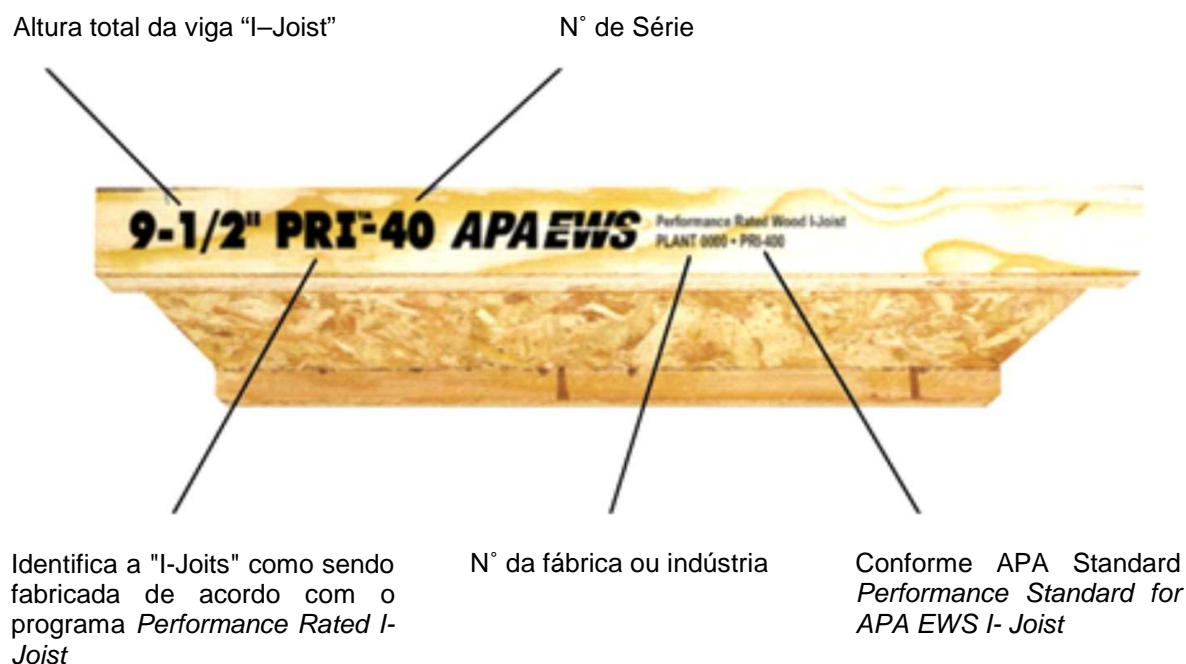 Altura total da viga “I–Joist”
N˚ de Série
9-1/2" PRI™-40 APA EWS
Performance Rated Wood I-Joist
PLANT 0000 • PRI-400
Identifica a "I-Joits" como sendo
fabricada de acordo com o
programa Performance Rated I-
Joist
N˚ da fábrica ou indústria
Conforme APA Standard
Performance Standard for
APA EWS I- Joist